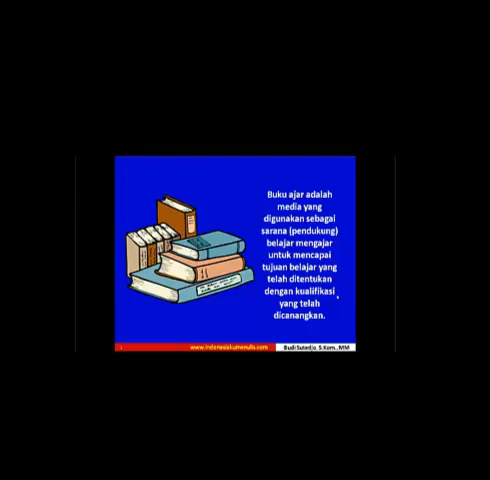 Buku ajar adalah
media yang
digunakan sebagai
sarana (pendukung)
belajar mengajar
untuk mencapai
tujuan belajar yang
telah ditentukan
dengan kualifikasi
yang telah
dicanangkan.
www.indonesiakumenulis.com
Budi Sutedjo. S.Kom., MM